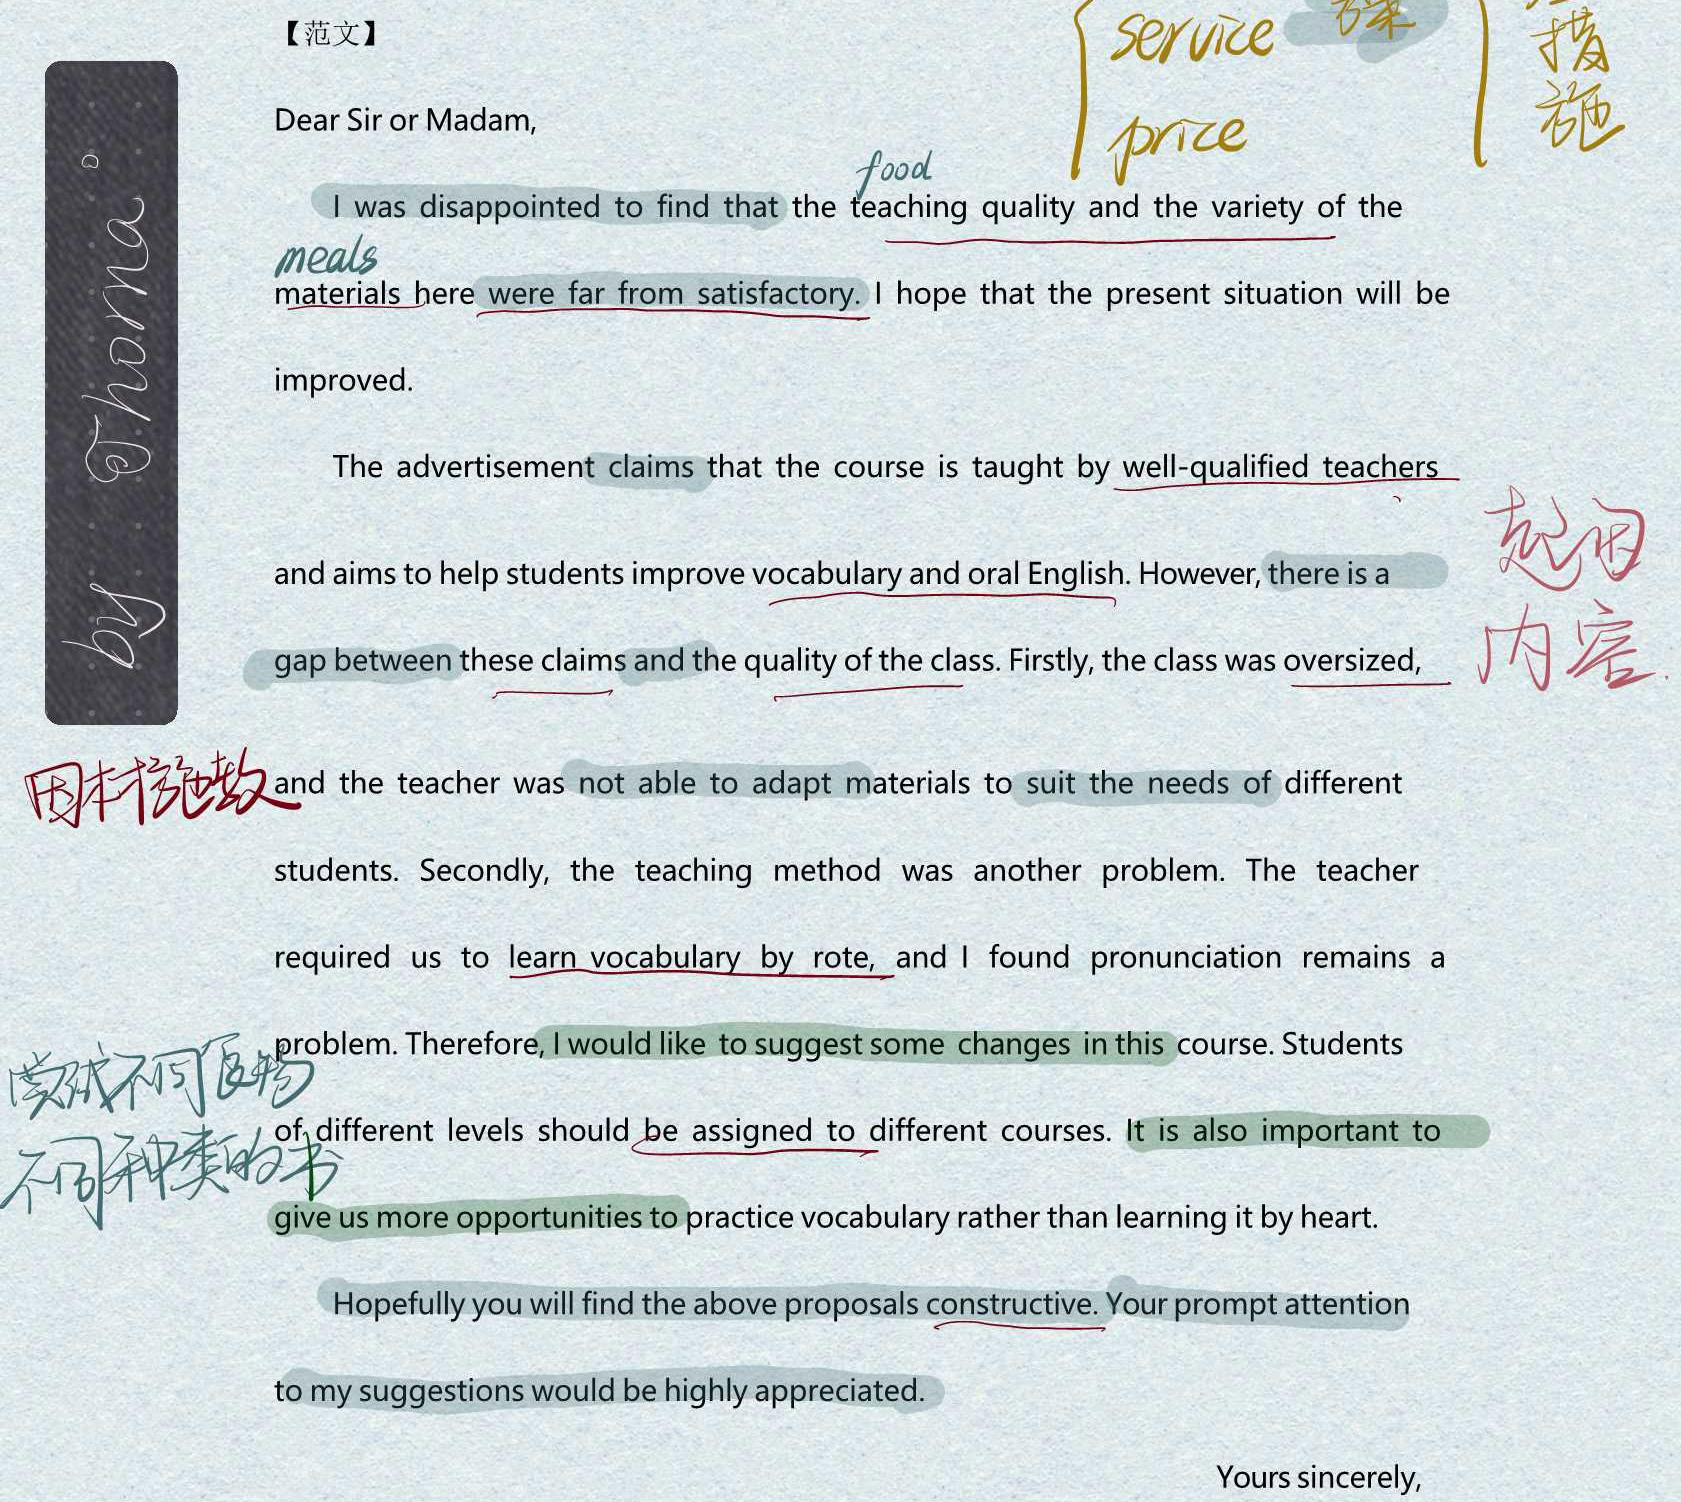 【范文】
service
措
施
price
Dear Sir or Madam,
food
I was disappointed to find that the teaching quality and the variety of the
meals
materials here were far from satisfactory. I hope that the present situation will be
improved.
by Thoma。
The advertisement claims that the course is taught by well-qualified teachers
and aims to help students improve vocabulary and oral English. However, there is a
起因
内容.
gap between these claims and the quality of the class. Firstly, the class was oversized,
因材施教
and the teacher was not able to adapt materials to suit the needs of different
students. Secondly, the teaching method was another problem. The teacher
required us to learn vocabulary by rote, and I found pronunciation remains a
problem. Therefore, I would like to suggest some changes in this course. Students
不同食物
of different levels should be assigned to different courses. It is also important to
不同种类的书
give us more opportunities to practice vocabulary rather than learning it by heart.
Hopefully you will find the above proposals constructive. Your prompt attention
to my suggestions would be highly appreciated.
Yours sincerely,